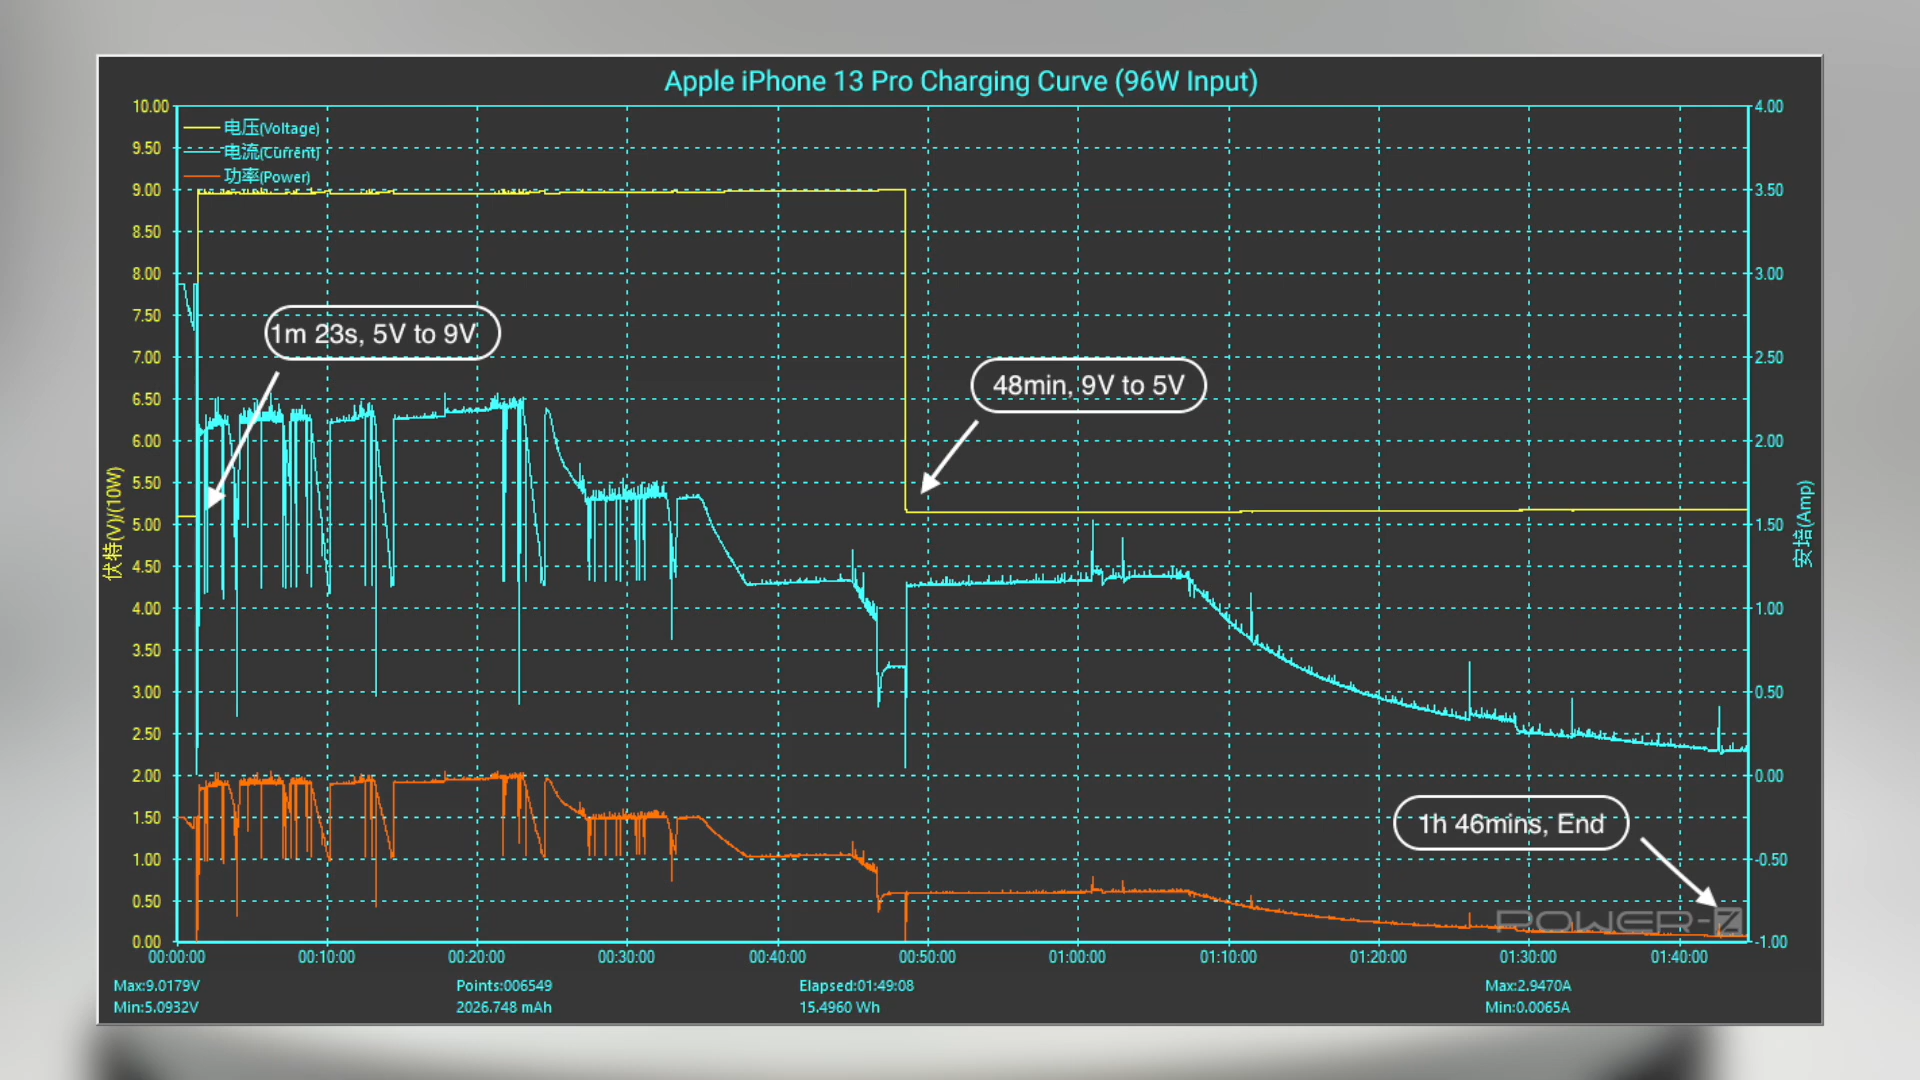 Apple iPhone 13 Pro Charging Curve (96W Input)
10.00
9.50
9.00
8.50
8.00
7.50
7.00
6.50
6.00
5.50
5.00
4.50
4.00
3.50
3.00
2.50
2.00
1.50
1.00
0.50
0.00
伏特(V)/(10W)
电压(Voltage)
电流(Current)
功率(Power)
1m 23s, 5V to 9V
48min, 9V to 5V
1h 46mins, End
POWER-Z
4.00
3.50
3.00
2.50
2.00
1.50
1.00
0.50
0.00
-0.50
-1.00
安培(Amp)
00:00:00 00:10:00 00:20:00 00:30:00 00:40:00 00:50:00 01:00:00 01:10:00 01:20:00 01:30:00 01:40:00
Max:9.0179V Points:006549 Elapsed:01:49:08 Max:2.9470A
Min:5.0932V 2026.748 mAh 15.4960 Wh Min:0.0065A